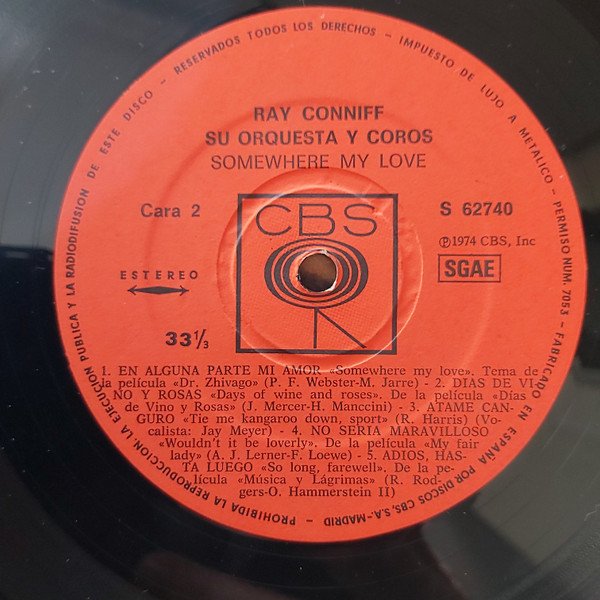 RESERVADOS TODOS LOS DERECHOS - IMPUESTO DE LUJO A METALICO - PERMISO NUM. 7053 - FABRICADO EN ESPAÑA POR DISCOS CBS, S.A.-MADRID - PROHIBIDA LA REPRODUCCION, LA EJECUCION PUBLICA Y LA RADIODIFUSION DE ESTE DISCO -
RAY CONNIFF
SU ORQUESTA Y COROS
SOMEWHERE MY LOVE
Cara 2
CBS
S 62740
Ⓟ1974 CBS, Inc
SGAE
ESTEREO
33 1/3
1. EN ALGUNA PARTE MI AMOR «Somewhere my love». Tema de
la película «Dr. Zhivago» (P. F. Webster-M. Jarre) - 2. DIAS DE VI-
NO Y ROSAS «Days of wine and roses». De la película «Días
de Vino y Rosas» (J. Mercer-H. Manccini) - 3. ATAME CAN-
GURO «Tie me kangaroo down, sport» (R. Harris) (Vo-
calista: Jay Meyer) - 4. NO SERIA MARAVILLOSO
«Wouldn't it be loverly». De la película «My fair
lady» (A. J. Lerner-F. Loewe) - 5. ADIOS, HAS-
TA LUEGO «So long, farewell». De la pe-
lícula «Música y Lágrimas» (R. Rod-
gers-O. Hammerstein II)